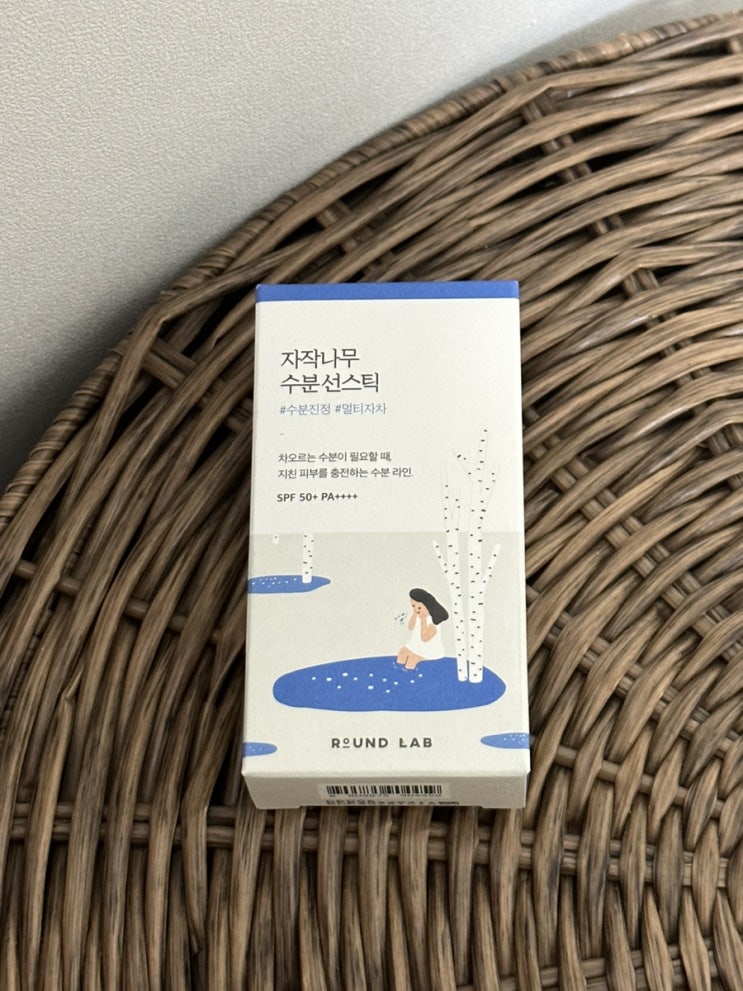 자작나무
수분선스틱
#수분진정 #멀티자차
-
차오르는 수분이 필요할 때,
지친 피부를 충전하는 수분 라인.
SPF 50+ PA++++
ROUND LAB